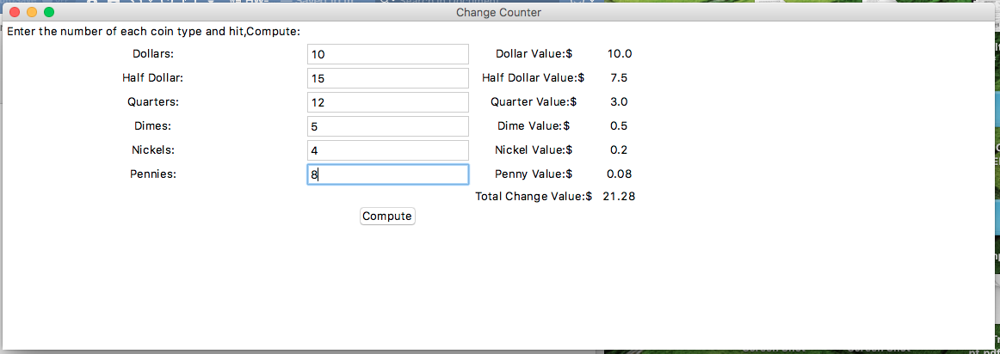 Change Counter
Enter the number of each coin type and hit,Compute:
Dollars: 10 Dollar Value:$ 10.0
Half Dollar: 15 Half Dollar Value:$ 7.5
Quarters: 12 Quarter Value:$ 3.0
Dimes: 5 Dime Value:$ 0.5
Nickels: 4 Nickel Value:$ 0.2
Pennies: 8 Penny Value:$ 0.08
Total Change Value:$ 21.28
Compute